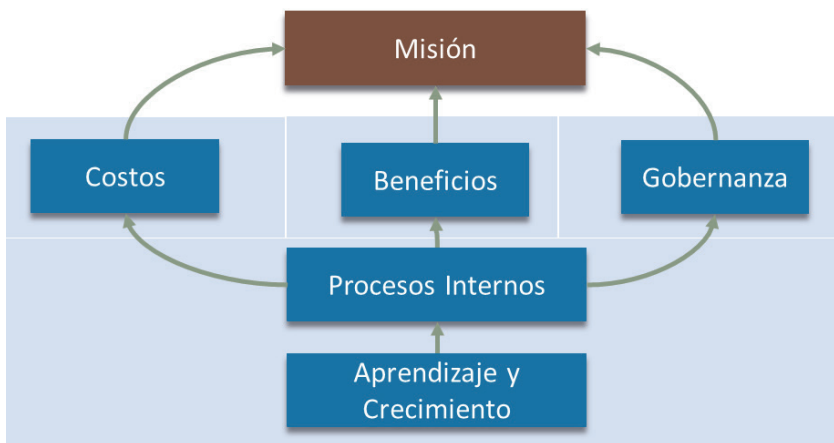 Misión
Costos
Beneficios
Gobernanza
Procesos Internos
Aprendizaje y
Crecimiento